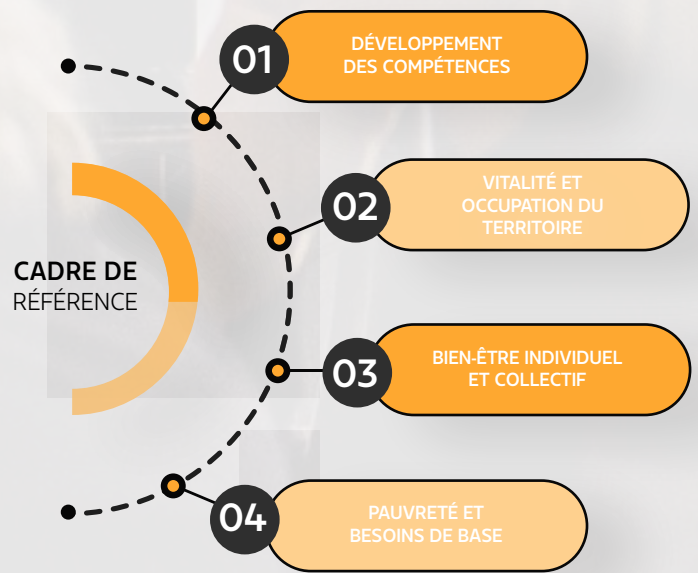 01
DÉVELOPPEMENT
DES COMPÉTENCES
02
VITALITÉ ET
OCCUPATION DU
TERRITOIRE
CADRE DE
RÉFÉRENCE
03
BIEN-ÊTRE INDIVIDUEL
ET COLLECTIF
04
PAUVRETÉ ET
BESOINS DE BASE